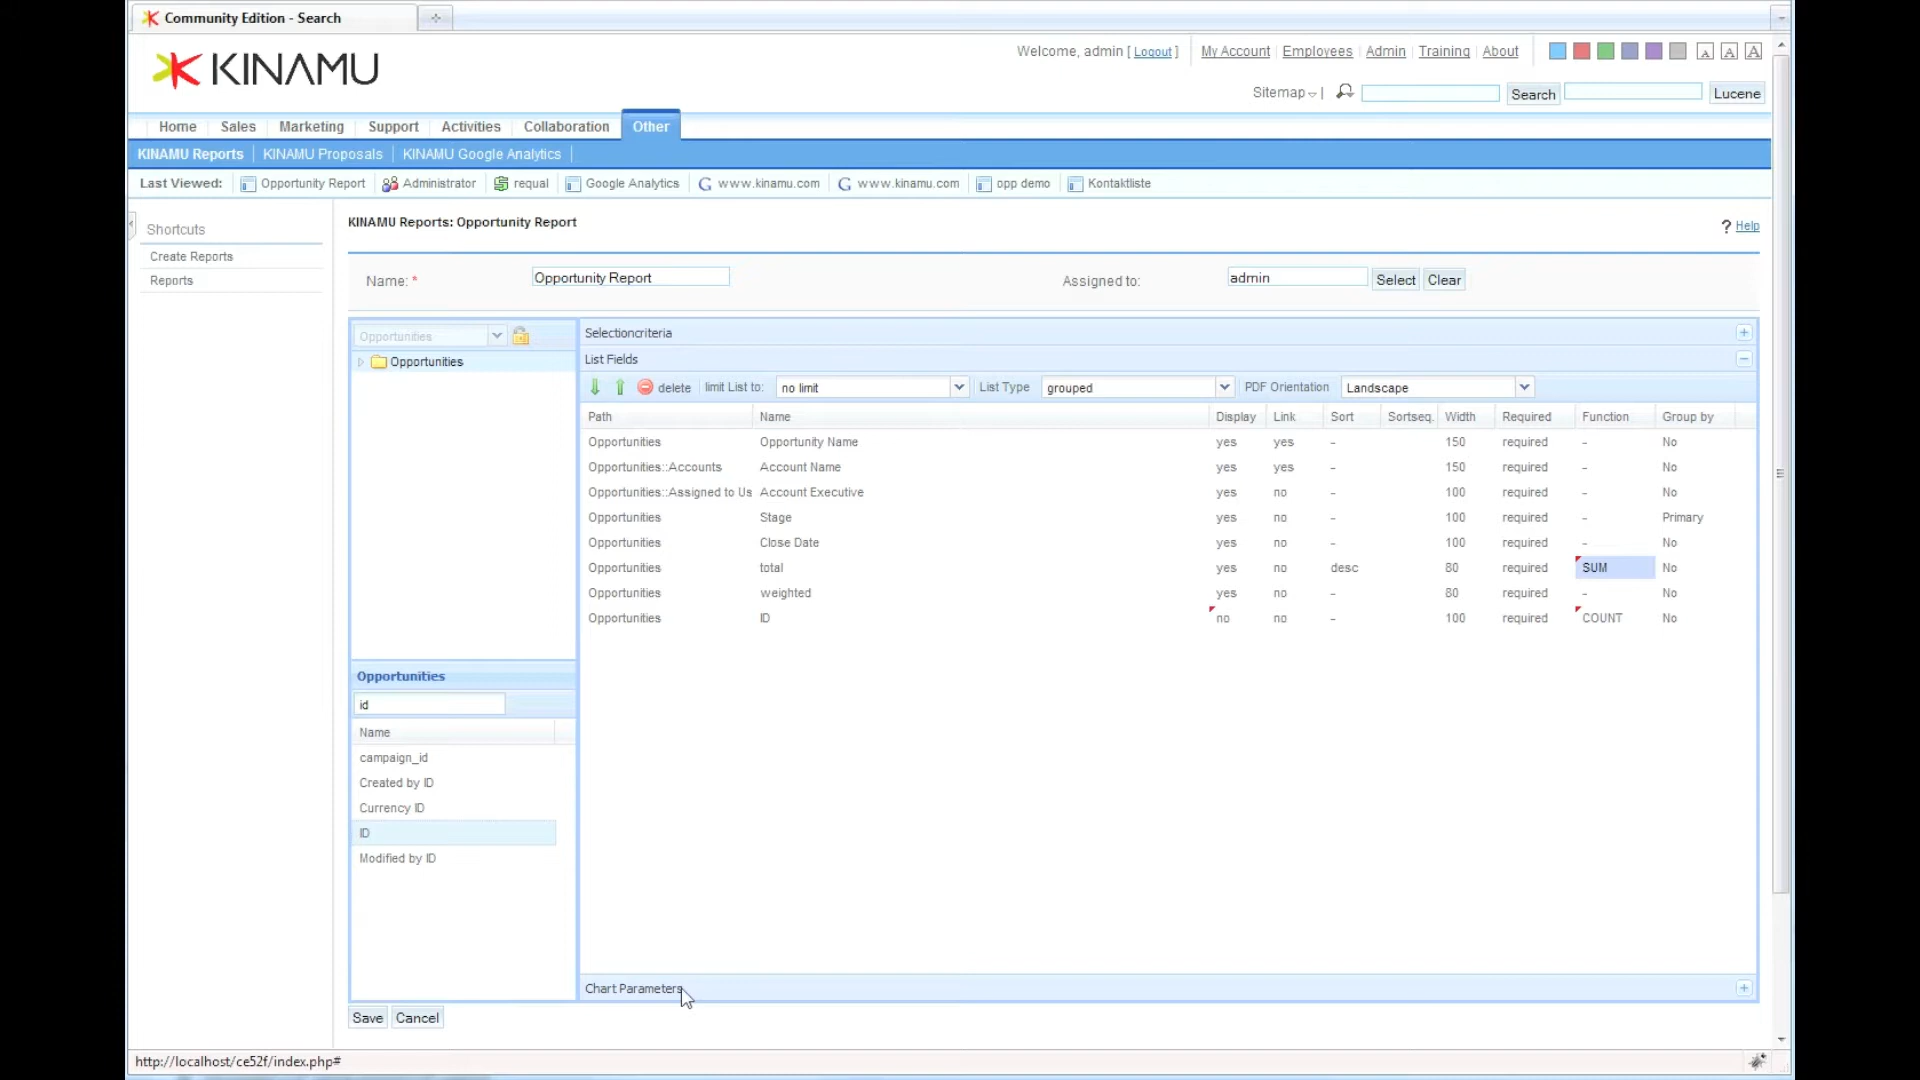 Community Edition - Search
KINAMU
Welcome, admin [ Logout ] My Account Employees Admin Training About A A A
Sitemap Search Lucene
Home Sales Marketing Support Activities Collaboration Other
KINAMU Reports KINAMU Proposals KINAMU Google Analytics
Last Viewed: Opportunity Report Administrator requal Google Analytics www.kinamu.com www.kinamu.com opp demo Kontaktliste
Shortcuts
Create Reports
Reports
KINAMU Reports: Opportunity Report
? Help
Name: * Opportunity Report Assigned to: admin Select Clear
Opportunities
Opportunities
Selectioncriteria
List Fields
delete limit List to: no limit List Type grouped PDF Orientation Landscape
Path Name Display Link Sort Sortseq. Width Required Function Group by
Opportunities Opportunity Name yes yes - 150 required - No
Opportunities::Accounts Account Name yes yes - 150 required - No
Opportunities::Assigned to Us Account Executive yes no - 100 required - No
Opportunities Stage yes no - 100 required - Primary
Opportunities Close Date yes no - 100 required - No
Opportunities total yes no desc 80 required SUM No
Opportunities weighted yes no - 80 required - No
Opportunities ID no no - 100 required COUNT No
Opportunities
id
Name
campaign_id
Created by ID
Currency ID
ID
Modified by ID
Chart Parameters
Save Cancel
http://localhost/ce52f/index.php#